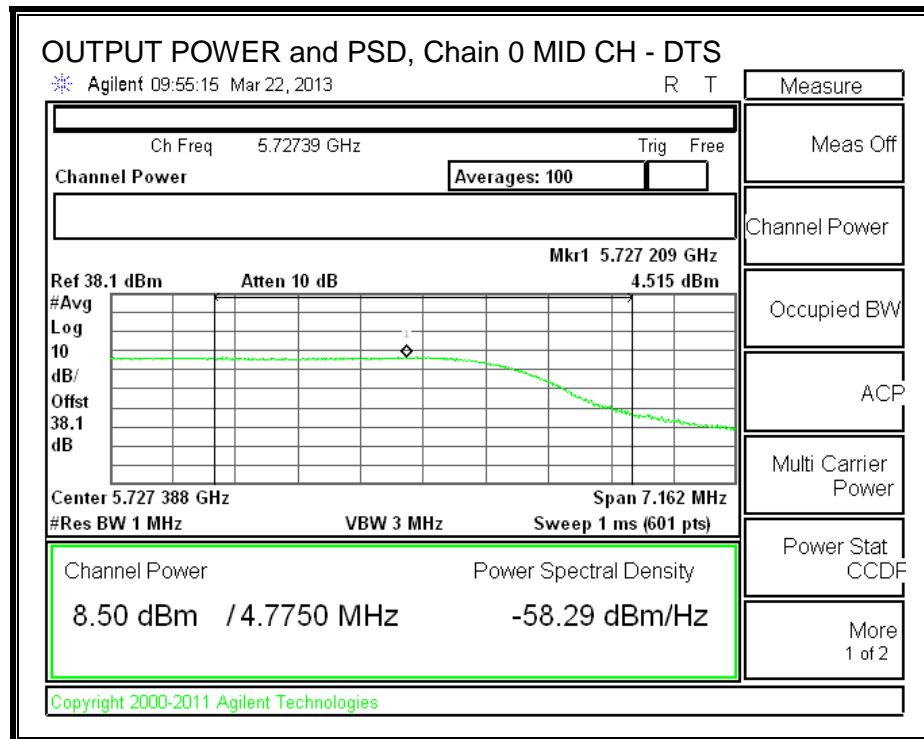 OUTPUT POWER and PSD, Chain 0 MID CH - DTS
Agilent 09:55:15 Mar 22, 2013 R T
Measure
Ch Freq 5.72739 GHz Trig Free
Meas Off
Channel Power Averages: 100
Channel Power
Mkr1 5.727 209 GHz
Ref 38.1 dBm Atten 10 dB 4.515 dBm
#Avg
Log
10
dB/
Offst
38.1
dB
1
Occupied BW
ACP
Multi Carrier
Power
Center 5.727 388 GHz Span 7.162 MHz
#Res BW 1 MHz VBW 3 MHz Sweep 1 ms (601 pts)
Power Stat
CCDF
Channel Power Power Spectral Density
8.50 dBm / 4.7750 MHz -58.29 dBm/Hz
More
1 of 2
Copyright 2000-2011 Agilent Technologies